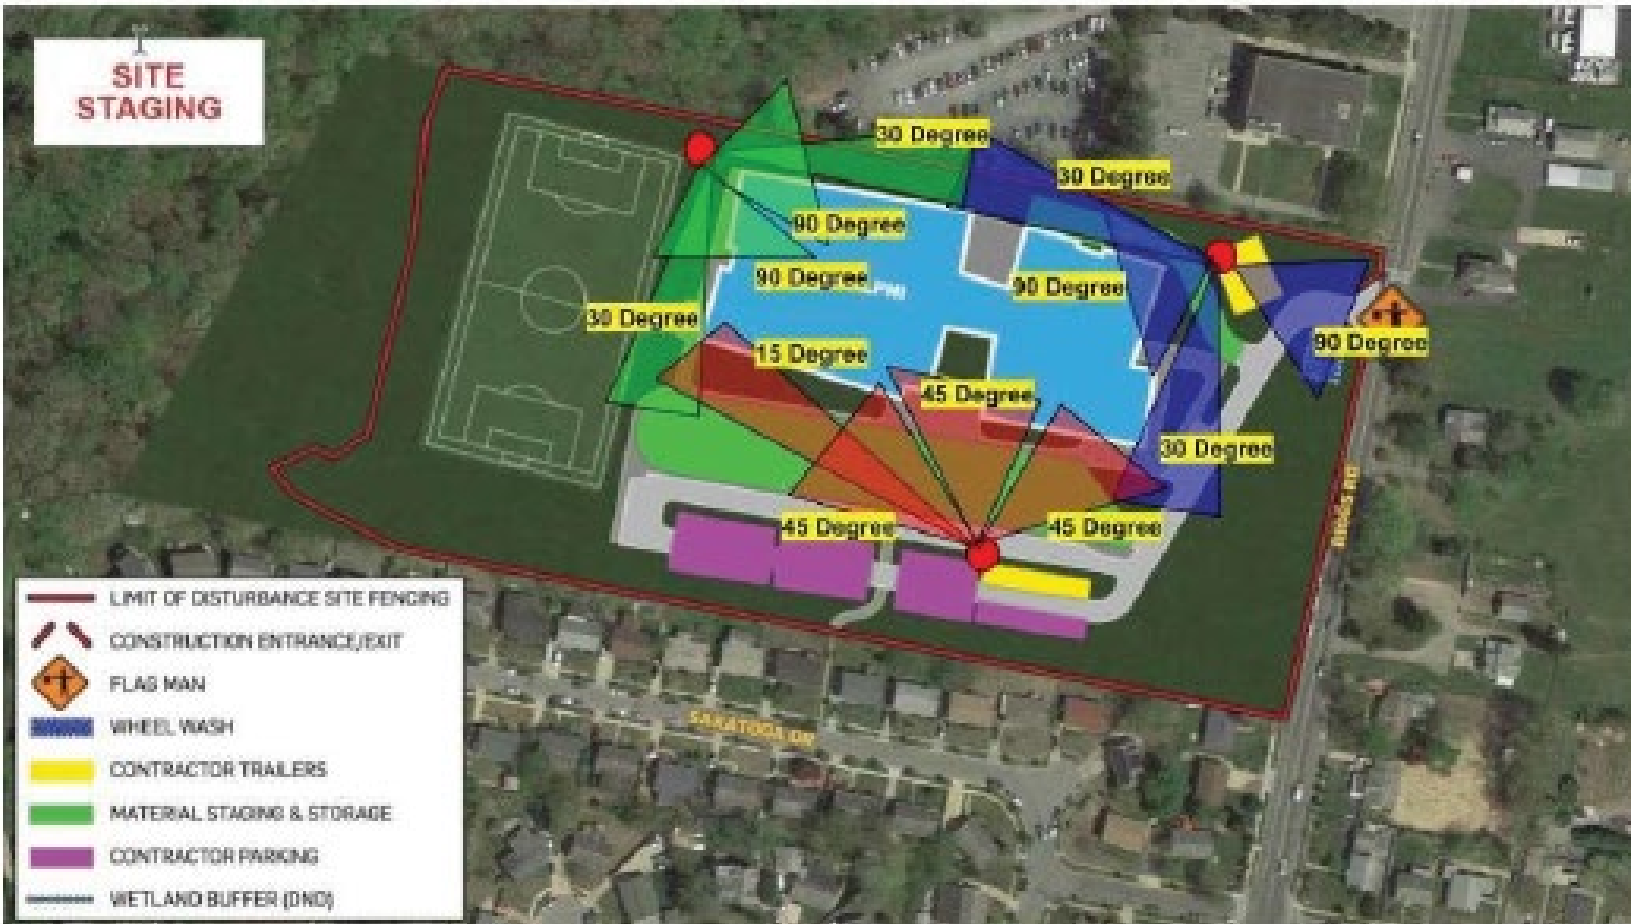 SITE
STAGING
30 Degree
30 Degree
90 Degree
90 Degree
90 Degree
30 Degree
90 Degree
15 Degree
45 Degree
30 Degree
45 Degree
45 Degree
BRIGGS RD
SARATOGA DR
LIMIT OF DISTURBANCE SITE FENCING
CONSTRUCTION ENTRANCE/EXIT
FLAG MAN
WHEEL WASH
CONTRACTOR TRAILERS
MATERIAL STAGING & STORAGE
CONTRACTOR PARKING
WETLAND BUFFER (DND)